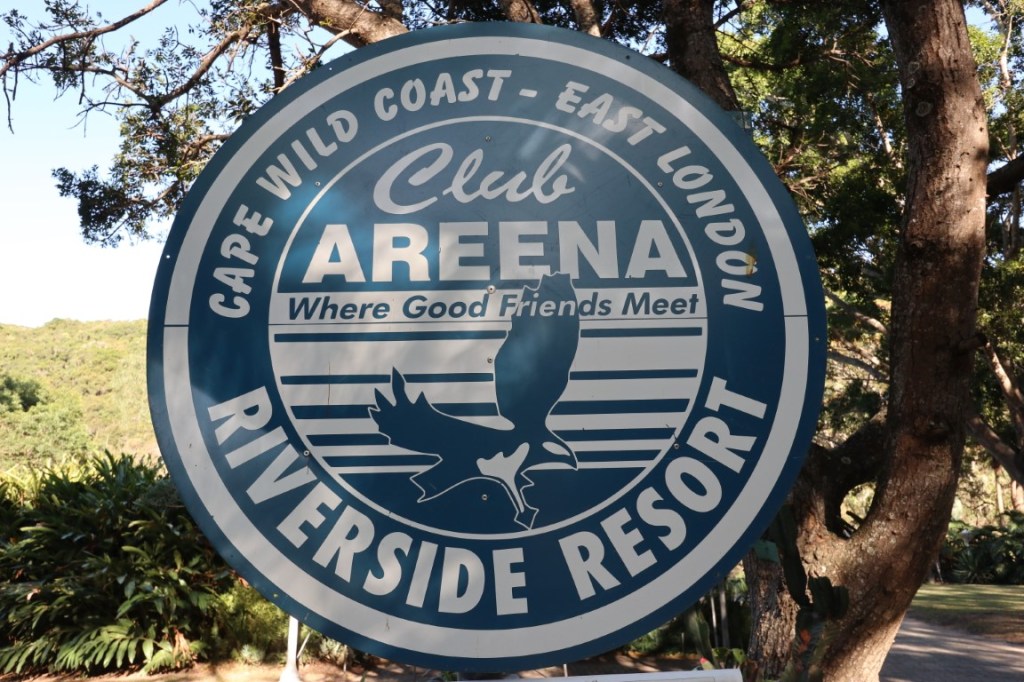 CAPE WILD COAST - EAST LONDON
Club
AREENA
Where Good Friends Meet
RIVERSIDE RESORT